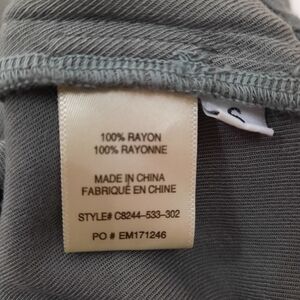 100% RAYON
100% RAYONNE
MADE IN CHINA
FABRIQUÉ EN CHINE
STYLE# C8244-533-302
PO # EM171246